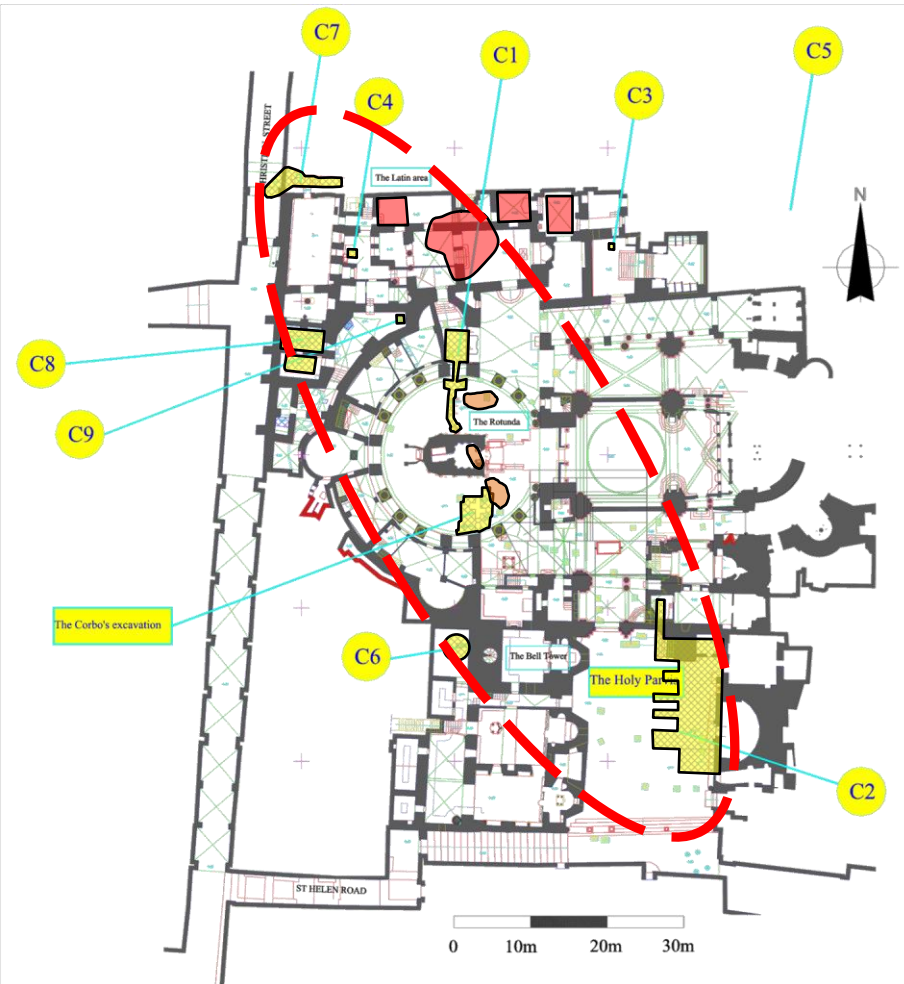 C7
C1
C5
C4
C3
The Latin area
N
C8
C9
The Rotunda
The Corbo's excavation
C6
The Bell Tower
The Holy
C2
ST HELEN ROAD
0 10m 20m 30m